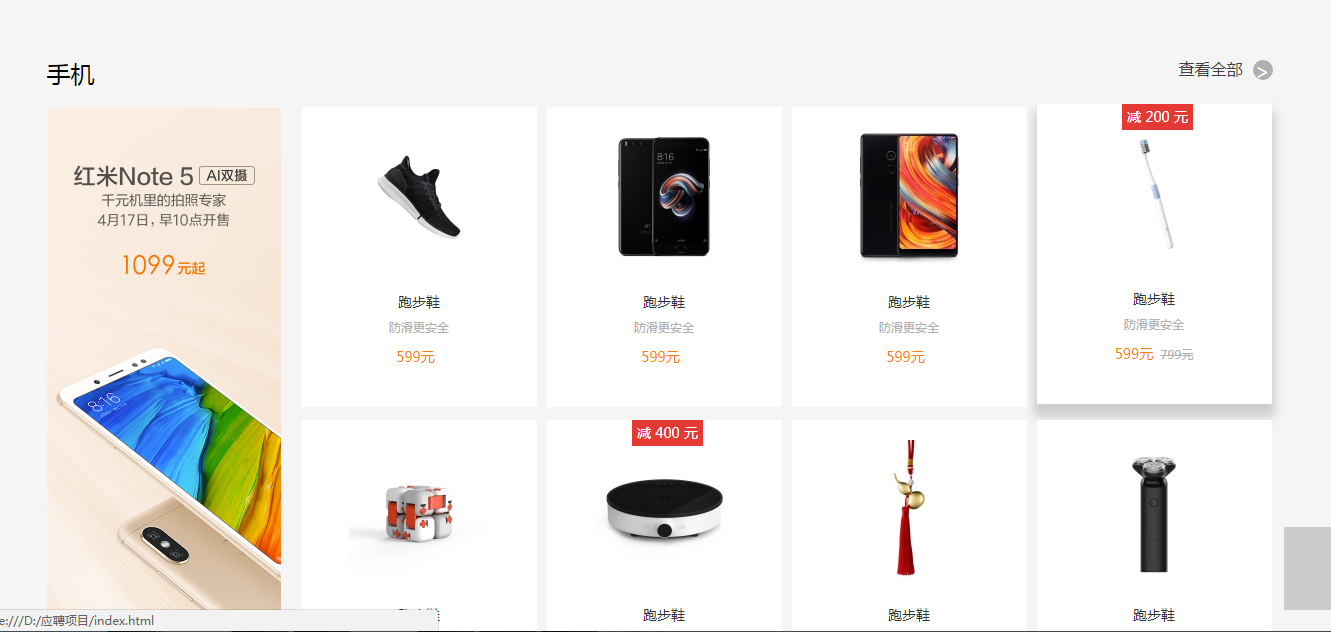 手机
查看全部 >
红米Note 5 AI双摄
千元机里的拍照专家
4月17日，早10点开售
1099元起
8:16
跑步鞋
防滑更安全
599元
8:16
跑步鞋
防滑更安全
599元
跑步鞋
防滑更安全
599元
减 200 元
跑步鞋
防滑更安全
599元 799元
减 400 元
跑步鞋
跑步鞋
跑步鞋
e:///D:/应聘项目/index.html